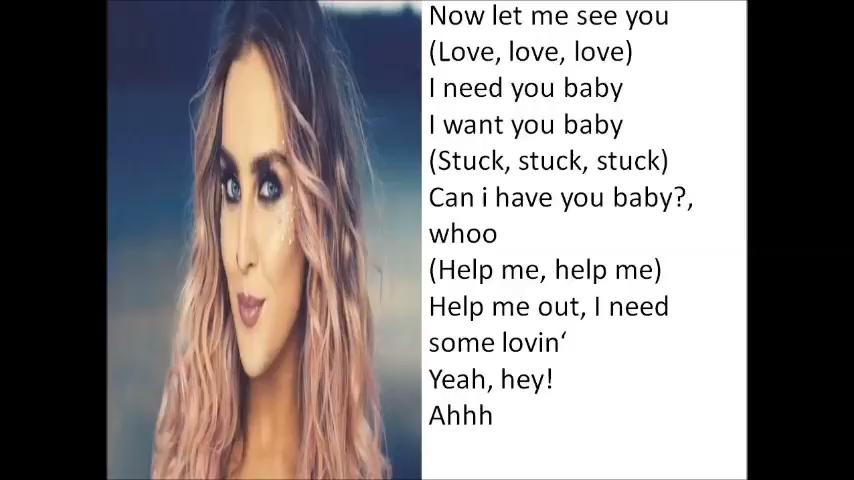 Now let me see you
(Love, love, love)
I need you baby
I want you baby
(Stuck, stuck, stuck)
Can i have you baby?,
whoo
(Help me, help me)
Help me out, I need
some lovin‘
Yeah, hey!
Ahhh